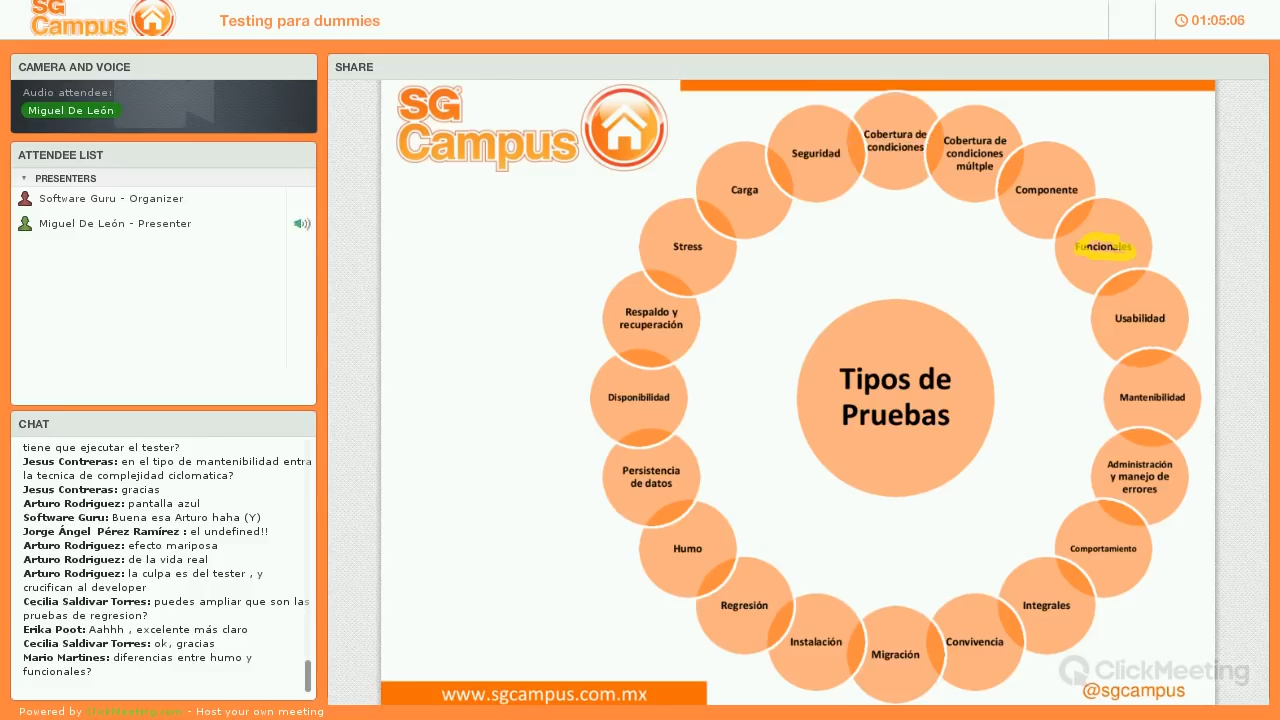 SG
Campus
Testing para dummies
01:05:06
CAMERA AND VOICE
Audio attendee:
Miguel De León
ATTENDEE LIST
PRESENTERS
Software Guru - Organizer
Miguel De León - Presenter
CHAT
tiene que ejecutar el tester?
Jesus Contreras: en el tipo de mantenibilidad entra
la tecnica de complejidad ciclomatica?
Jesus Contreras: gracias
Arturo Rodriguez: pantalla azul
Software Guru: Buena esa Arturo haha (Y)
Jorge Ángel Pérez Ramírez : el undefined!!
Arturo Rodriguez: efecto mariposa
Arturo Rodriguez: de la vida real
Arturo Rodriguez: la culpa es del tester , y
crucifican al developer
Cecilia Saldivar Torres: puedes ampliar que son las
pruebas de regresion?
Erika Poot: Aahhh , excelente más claro
Cecilia Saldivar Torres: ok, gracias
Mario Martines: diferencias entre humo y
funcionales?
Powered by ClickMeeting.com - Host your own meeting
SHARE
SG
Campus
Cobertura de
condiciones
Cobertura de
condiciones
múltple
Componente
Funcionales
Usabilidad
Mantenibilidad
Administración
y manejo de
errores
Comportamiento
Integrales
Convivencia
Migración
Instalación
Regresión
Humo
Persistencia
de datos
Disponibilidad
Respaldo y
recuperación
Stress
Carga
Seguridad
Tipos de
Pruebas
www.sgcampus.com.mx
ClickMeeting
@sgcampus